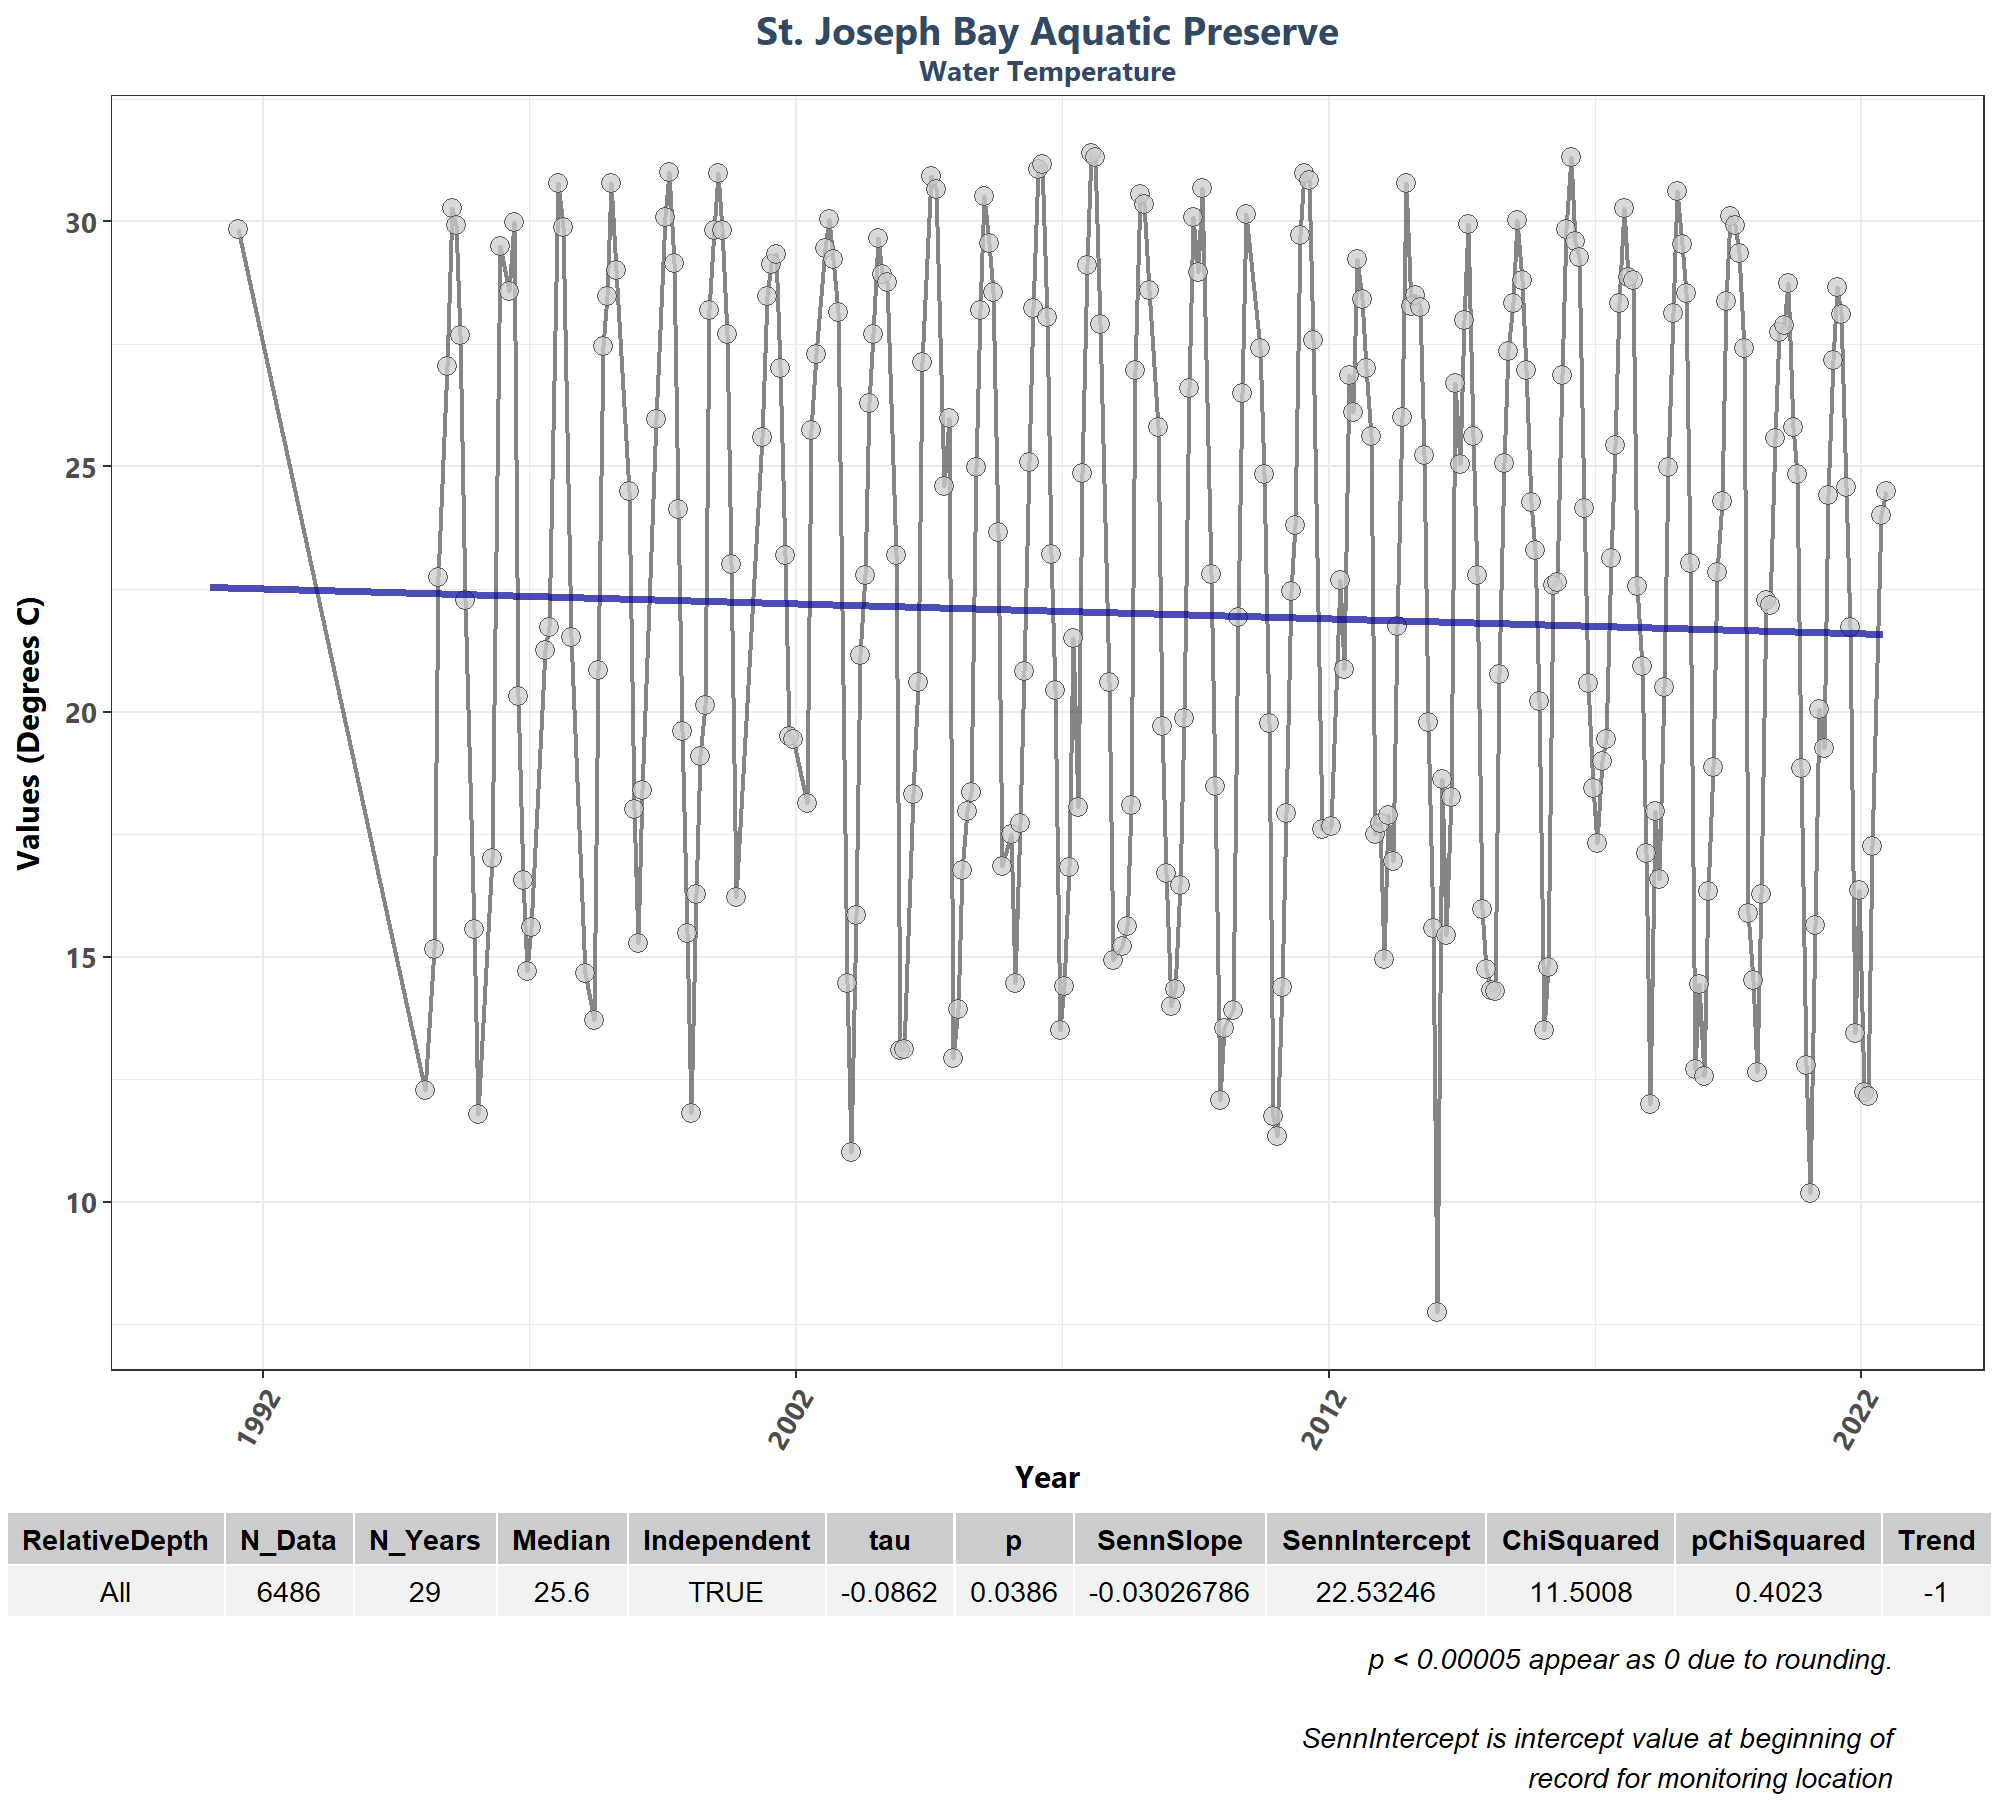 St. Joseph Bay Aquatic Preserve
Water Temperature
Values (Degrees C)
30
25
20
15
10
1992
2002
2012
2022
Year
RelativeDepth N_Data N_Years Median Independent tau p SennSlope SennIntercept ChiSquared pChiSquared Trend
All 6486 29 25.6 TRUE -0.0862 0.0386 -0.03026786 22.53246 11.5008 0.4023 -1
p < 0.00005 appear as 0 due to rounding.
SennIntercept is intercept value at beginning of
record for monitoring location